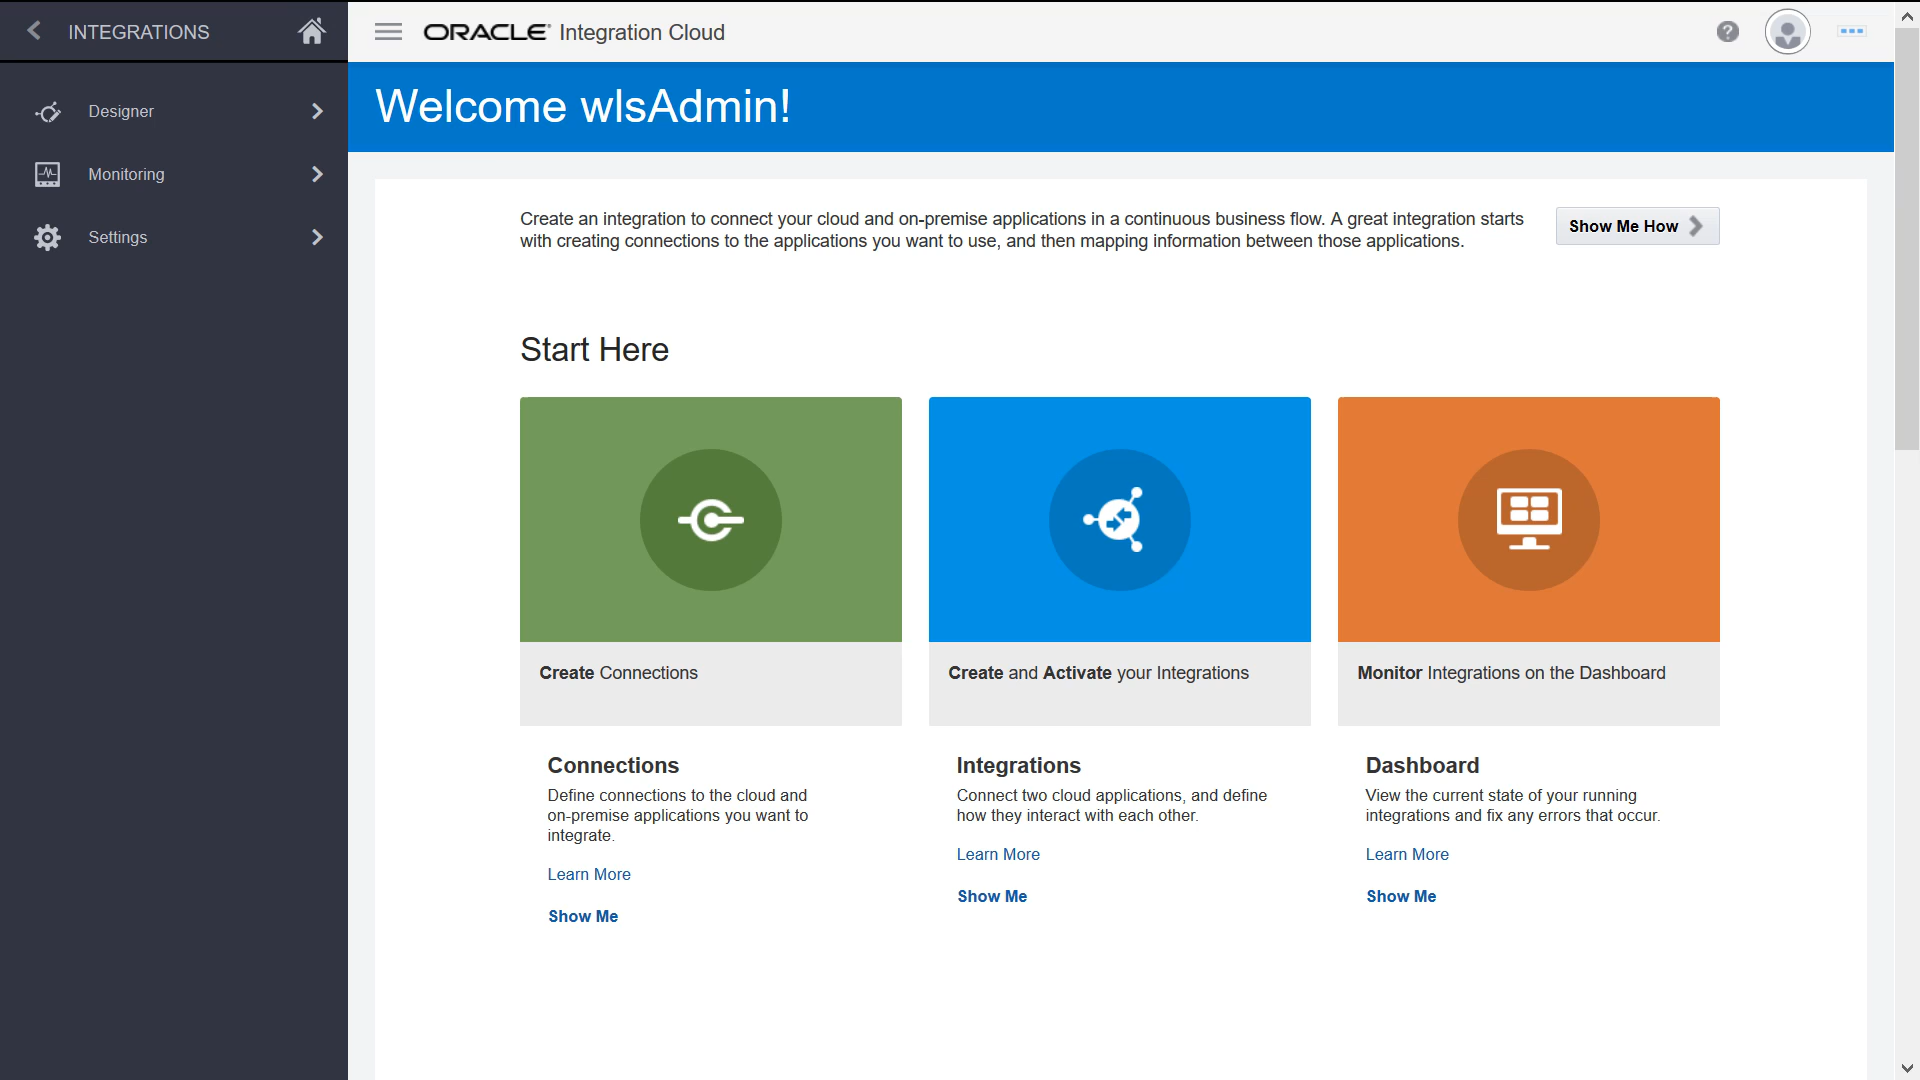 INTEGRATIONS
ORACLE Integration Cloud
Designer
Monitoring
Settings
Welcome wlsAdmin!
Create an integration to connect your cloud and on-premise applications in a continuous business flow. A great integration starts
with creating connections to the applications you want to use, and then mapping information between those applications.
Show Me How
Start Here
Create Connections
Create and Activate your Integrations
Monitor Integrations on the Dashboard
Connections
Define connections to the cloud and
on-premise applications you want to
integrate.
Learn More
Show Me
Integrations
Connect two cloud applications, and define
how they interact with each other.
Learn More
Show Me
Dashboard
View the current state of your running
integrations and fix any errors that occur.
Learn More
Show Me